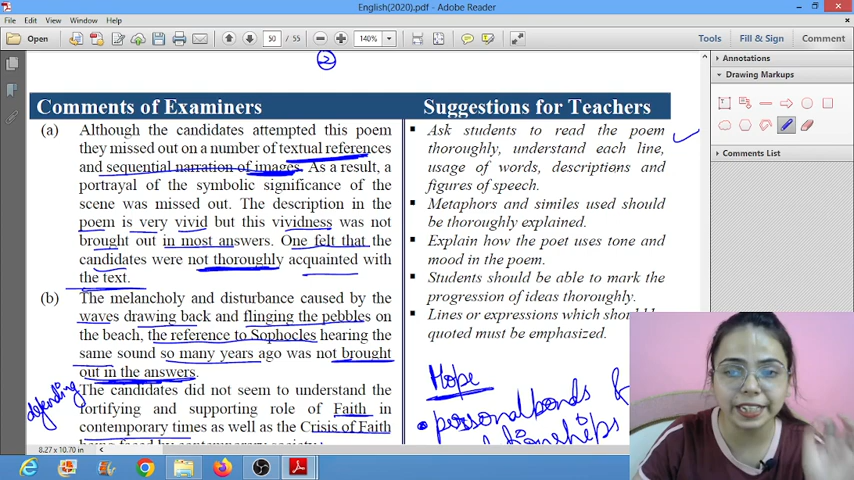 English(2020).pdf - Adobe Reader
File Edit View Window Help
Open 50 / 55 140% Tools Fill & Sign Comment
2
Comments of Examiners
(a) Although the candidates attempted this poem
they missed out on a number of textual references
and sequential narration of images. As a result, a
portrayal of the symbolic significance of the
scene was missed out. The description in the
poem is very vivid but this vividness was not
brought out in most answers. One felt that the
candidates were not thoroughly acquainted with
the text.
(b) The melancholy and disturbance caused by the
waves drawing back and flinging the pebbles on
the beach, the reference to Sophocles hearing the
same sound so many years ago was not brought
out in the answers.
defending
The candidates did not seem to understand the
fortifying and supporting role of Faith in
contemporary times as well as the Crisis of Faith
Suggestions for Teachers
▪ Ask students to read the poem
thoroughly, understand each line,
usage of words, descriptions and
figures of speech.
▪ Metaphors and similes used should
be thoroughly explained.
▪ Explain how the poet uses tone and
mood in the poem.
▪ Students should be able to mark the
progression of ideas thoroughly.
▪ Lines or expressions which should be
quoted must be emphasized.
Hope
• personal bonds &
Annotations
Drawing Markups
Comments List
8.27 x 10.70 in